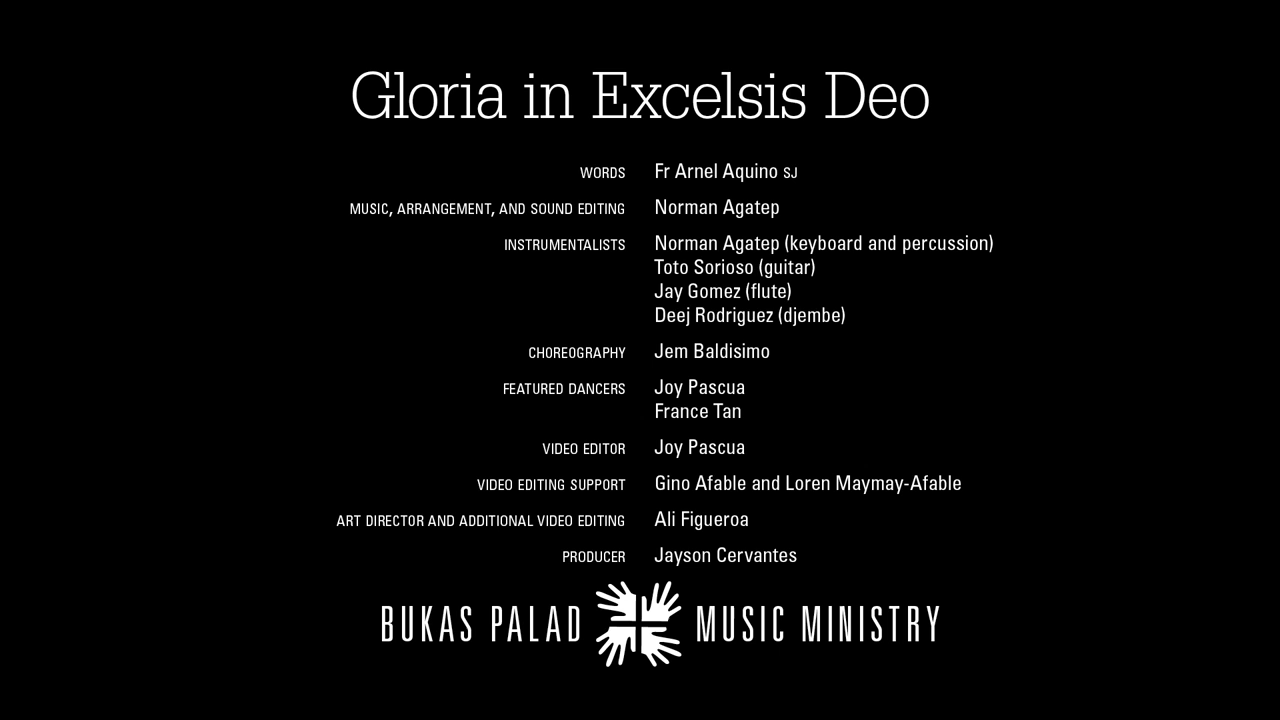 Gloria in Excelsis Deo
WORDS Fr Arnel Aquino SJ
MUSIC, ARRANGEMENT, AND SOUND EDITING Norman Agatep
INSTRUMENTALISTS Norman Agatep (keyboard and percussion)
Toto Sorioso (guitar)
Jay Gomez (flute)
Deej Rodriguez (djembe)
CHOREOGRAPHY Jem Baldisimo
FEATURED DANCERS Joy Pascua
France Tan
VIDEO EDITOR Joy Pascua
VIDEO EDITING SUPPORT Gino Afable and Loren Maymay-Afable
ART DIRECTOR AND ADDITIONAL VIDEO EDITING Ali Figueroa
PRODUCER Jayson Cervantes
BUKAS PALAD MUSIC MINISTRY